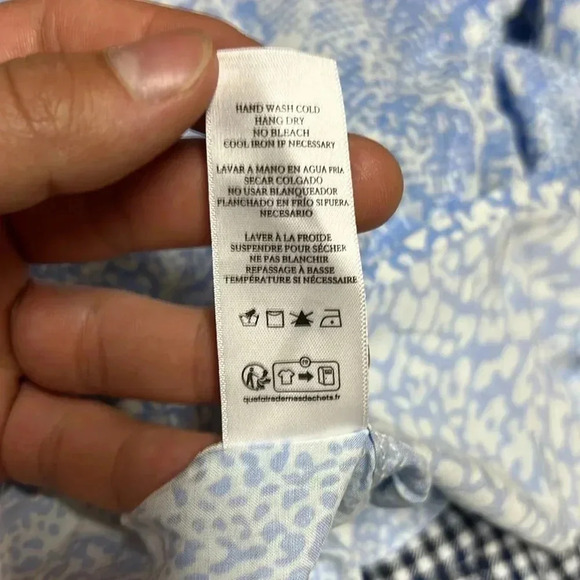 HAND WASH COLD
HANG DRY
NO BLEACH
COOL IRON IF NECESSARY
LAVAR A MANO EN AGUA FRIA
SECAR COLGADO
NO USAR BLANQUEADOR
PLANCHADO EN FRÍO SI FUERA
NECESARIO
LAVER À LA FROIDE
SUSPENDRE POUR SÉCHER
NE PAS BLANCHIR
REPASSAGE À BASSE
TEMPÉRATURE SI NÉCESSAIRE
quefairedemesdechets.fr